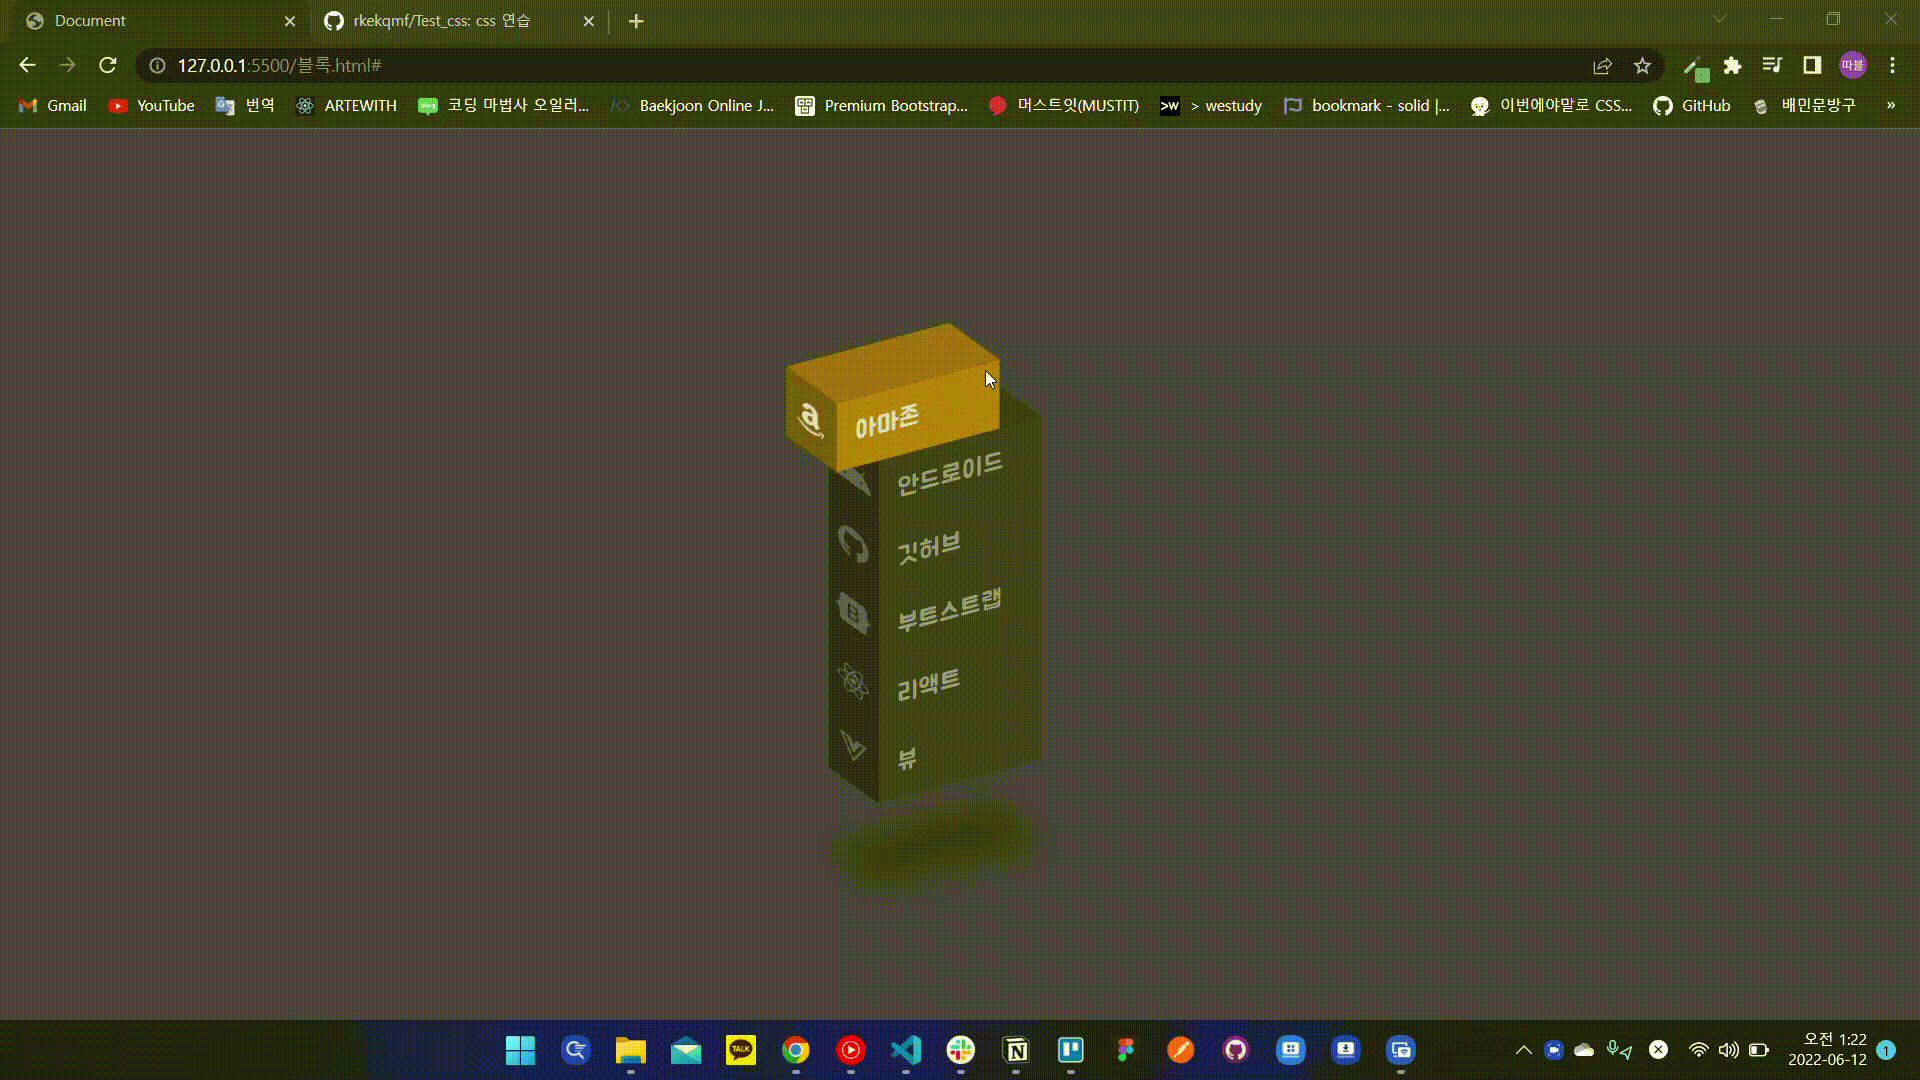 Document
rkekqmf/Test_css: css 연습
127.0.0.1:5500/블록.html#
따블
Gmail
YouTube
번역
ARTEWITH
blog
코딩 마법사 오일러...
Baekjoon Online J...
Premium Bootstrap...
머스트잇(MUSTIT)
>w
> westudy
bookmark - solid |...
이번에야말로 CSS...
GitHub
배민문방구
»
a
아마존
안드로이드
깃허브
B
부트스트랩
리액트
뷰
TALK
오전 1:22
2022-06-12
1